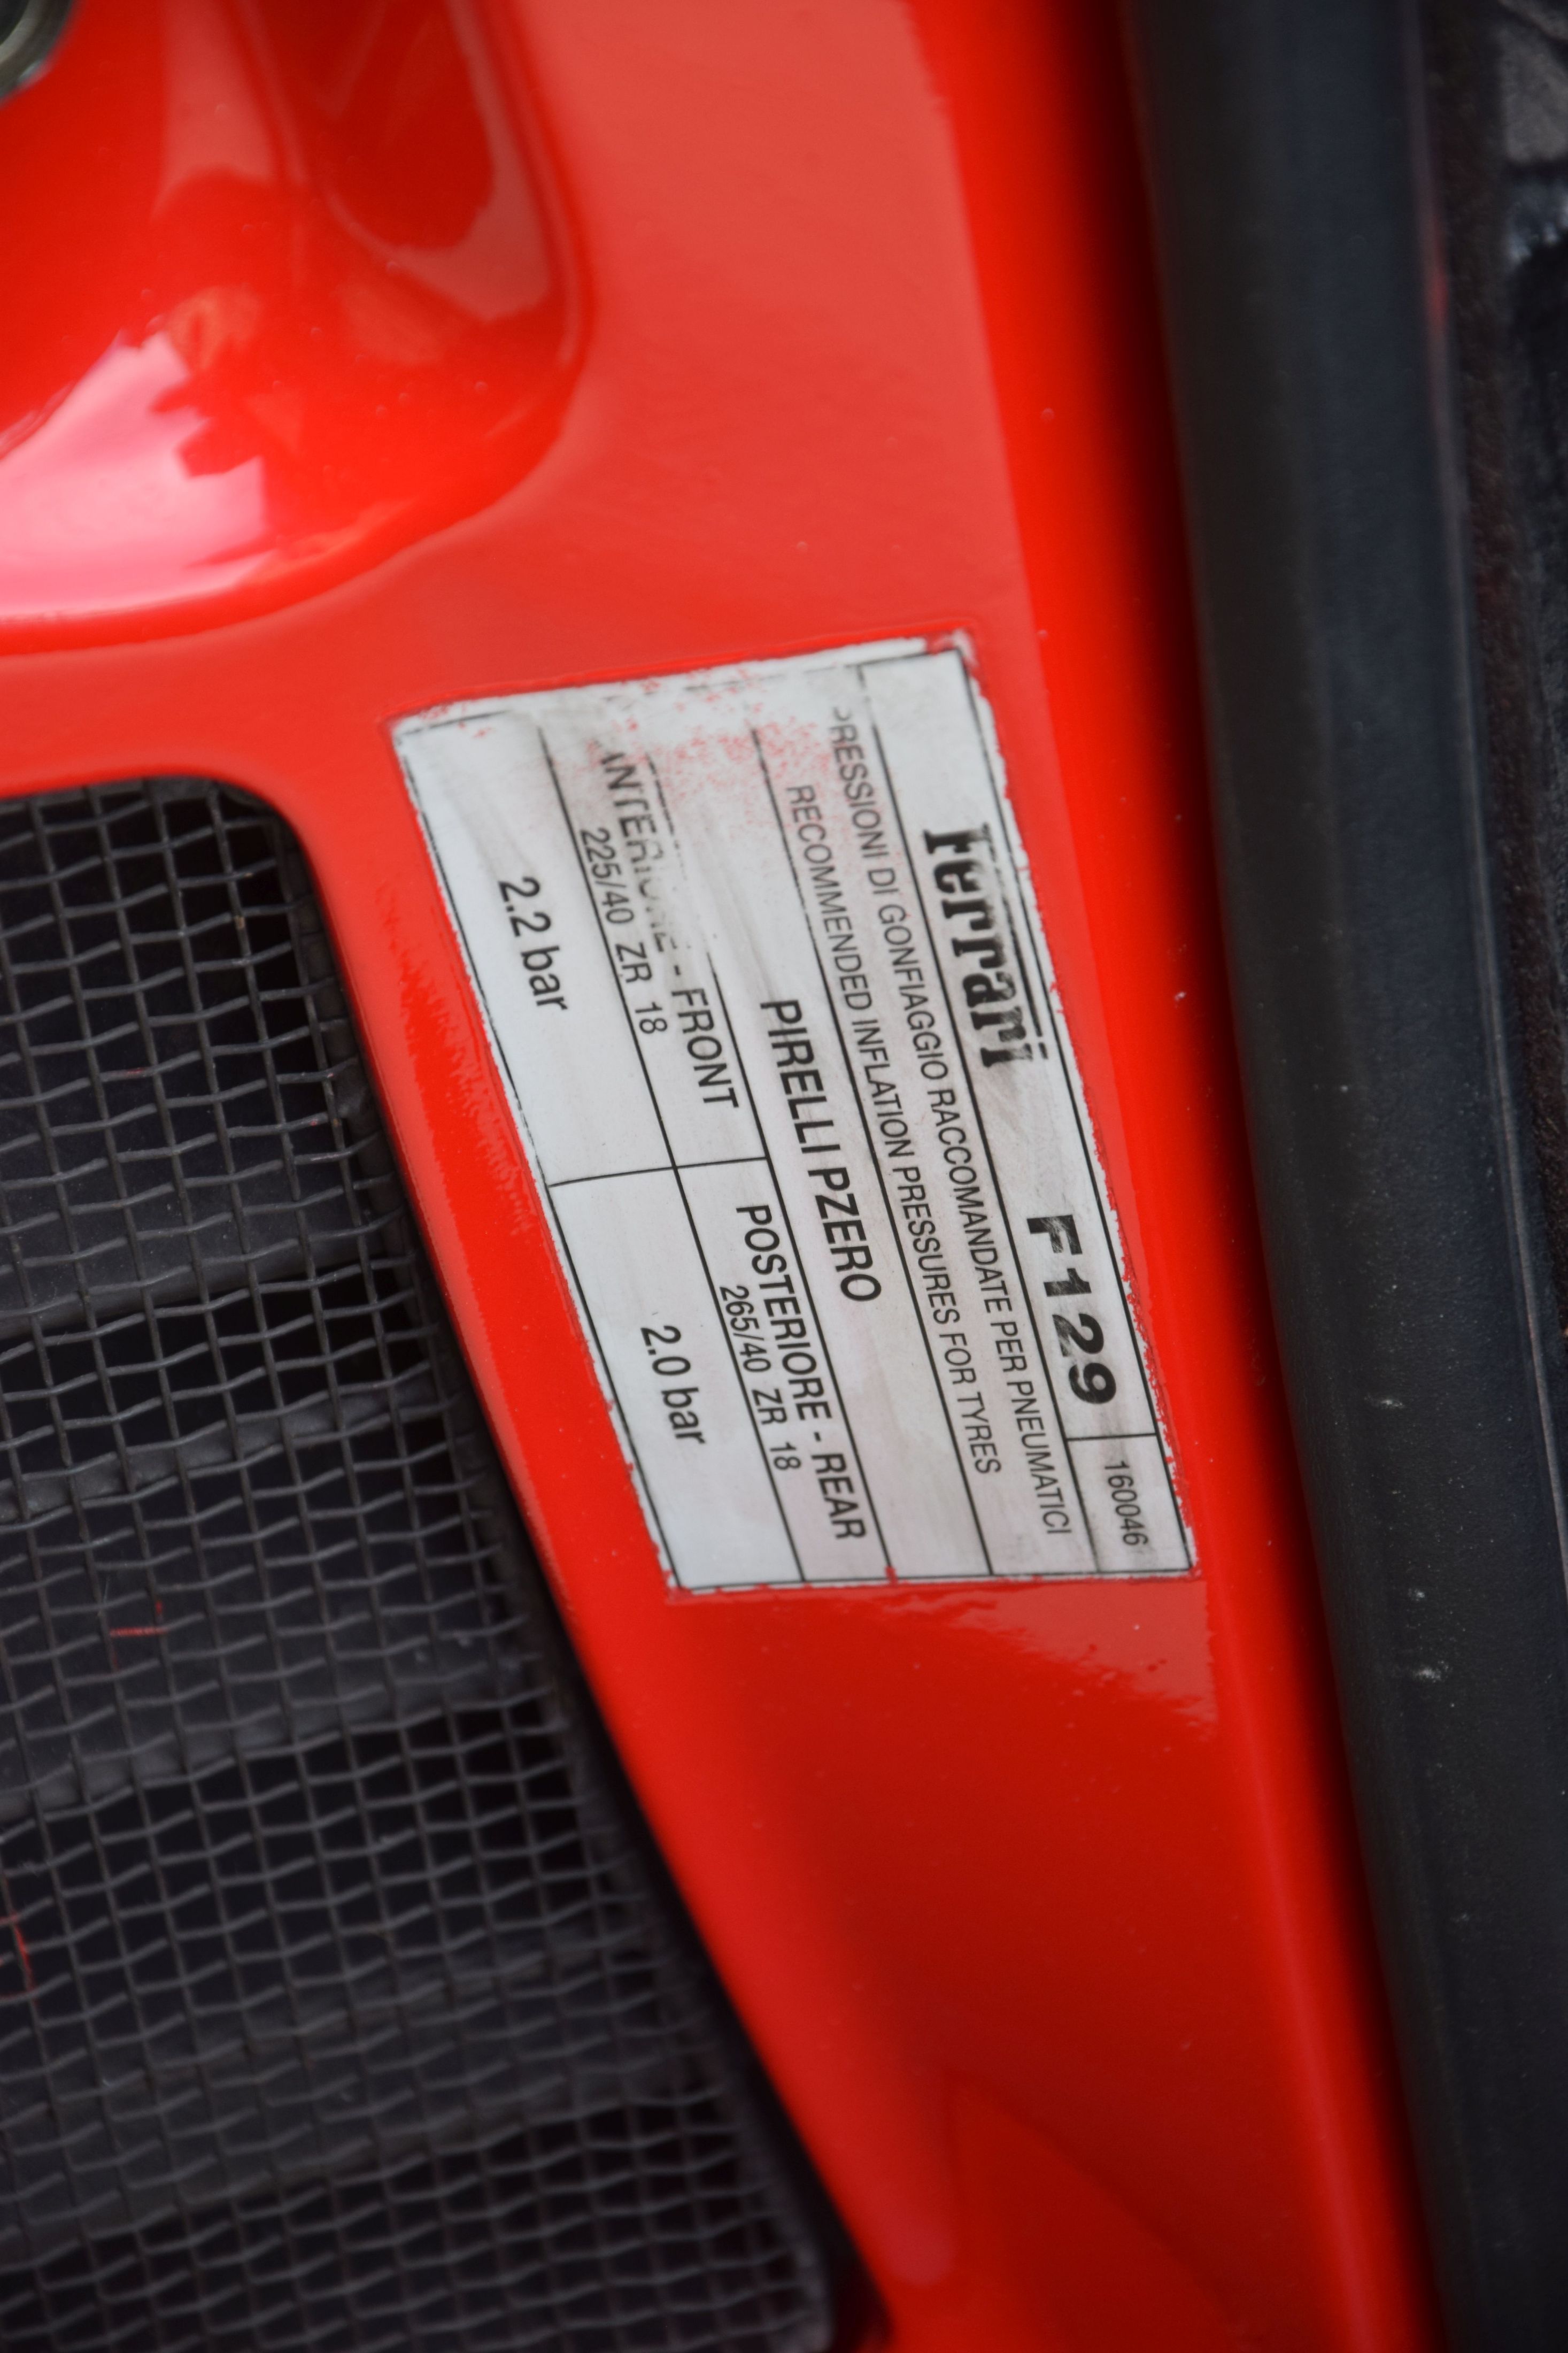 Ferrari F129 160046
PRESSIONI DI GONFIAGGIO RACCOMANDATE PER PNEUMATICI
RECOMMENDED INFLATION PRESSURES FOR TYRES
PIRELLI PZERO
ANTERIORE - FRONT POSTERIORE - REAR
225/40 ZR 18 265/40 ZR 18
2.2 bar 2.0 bar